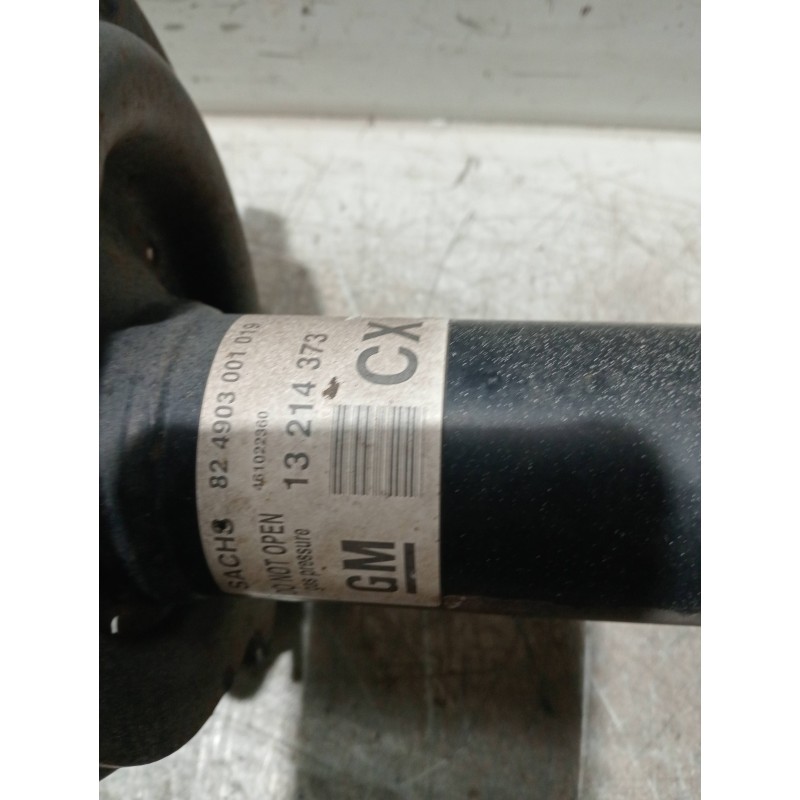 SACHS 82 4903 001 019
DO NOT OPEN 461022360
gas pressure 13 214 373
GM CX